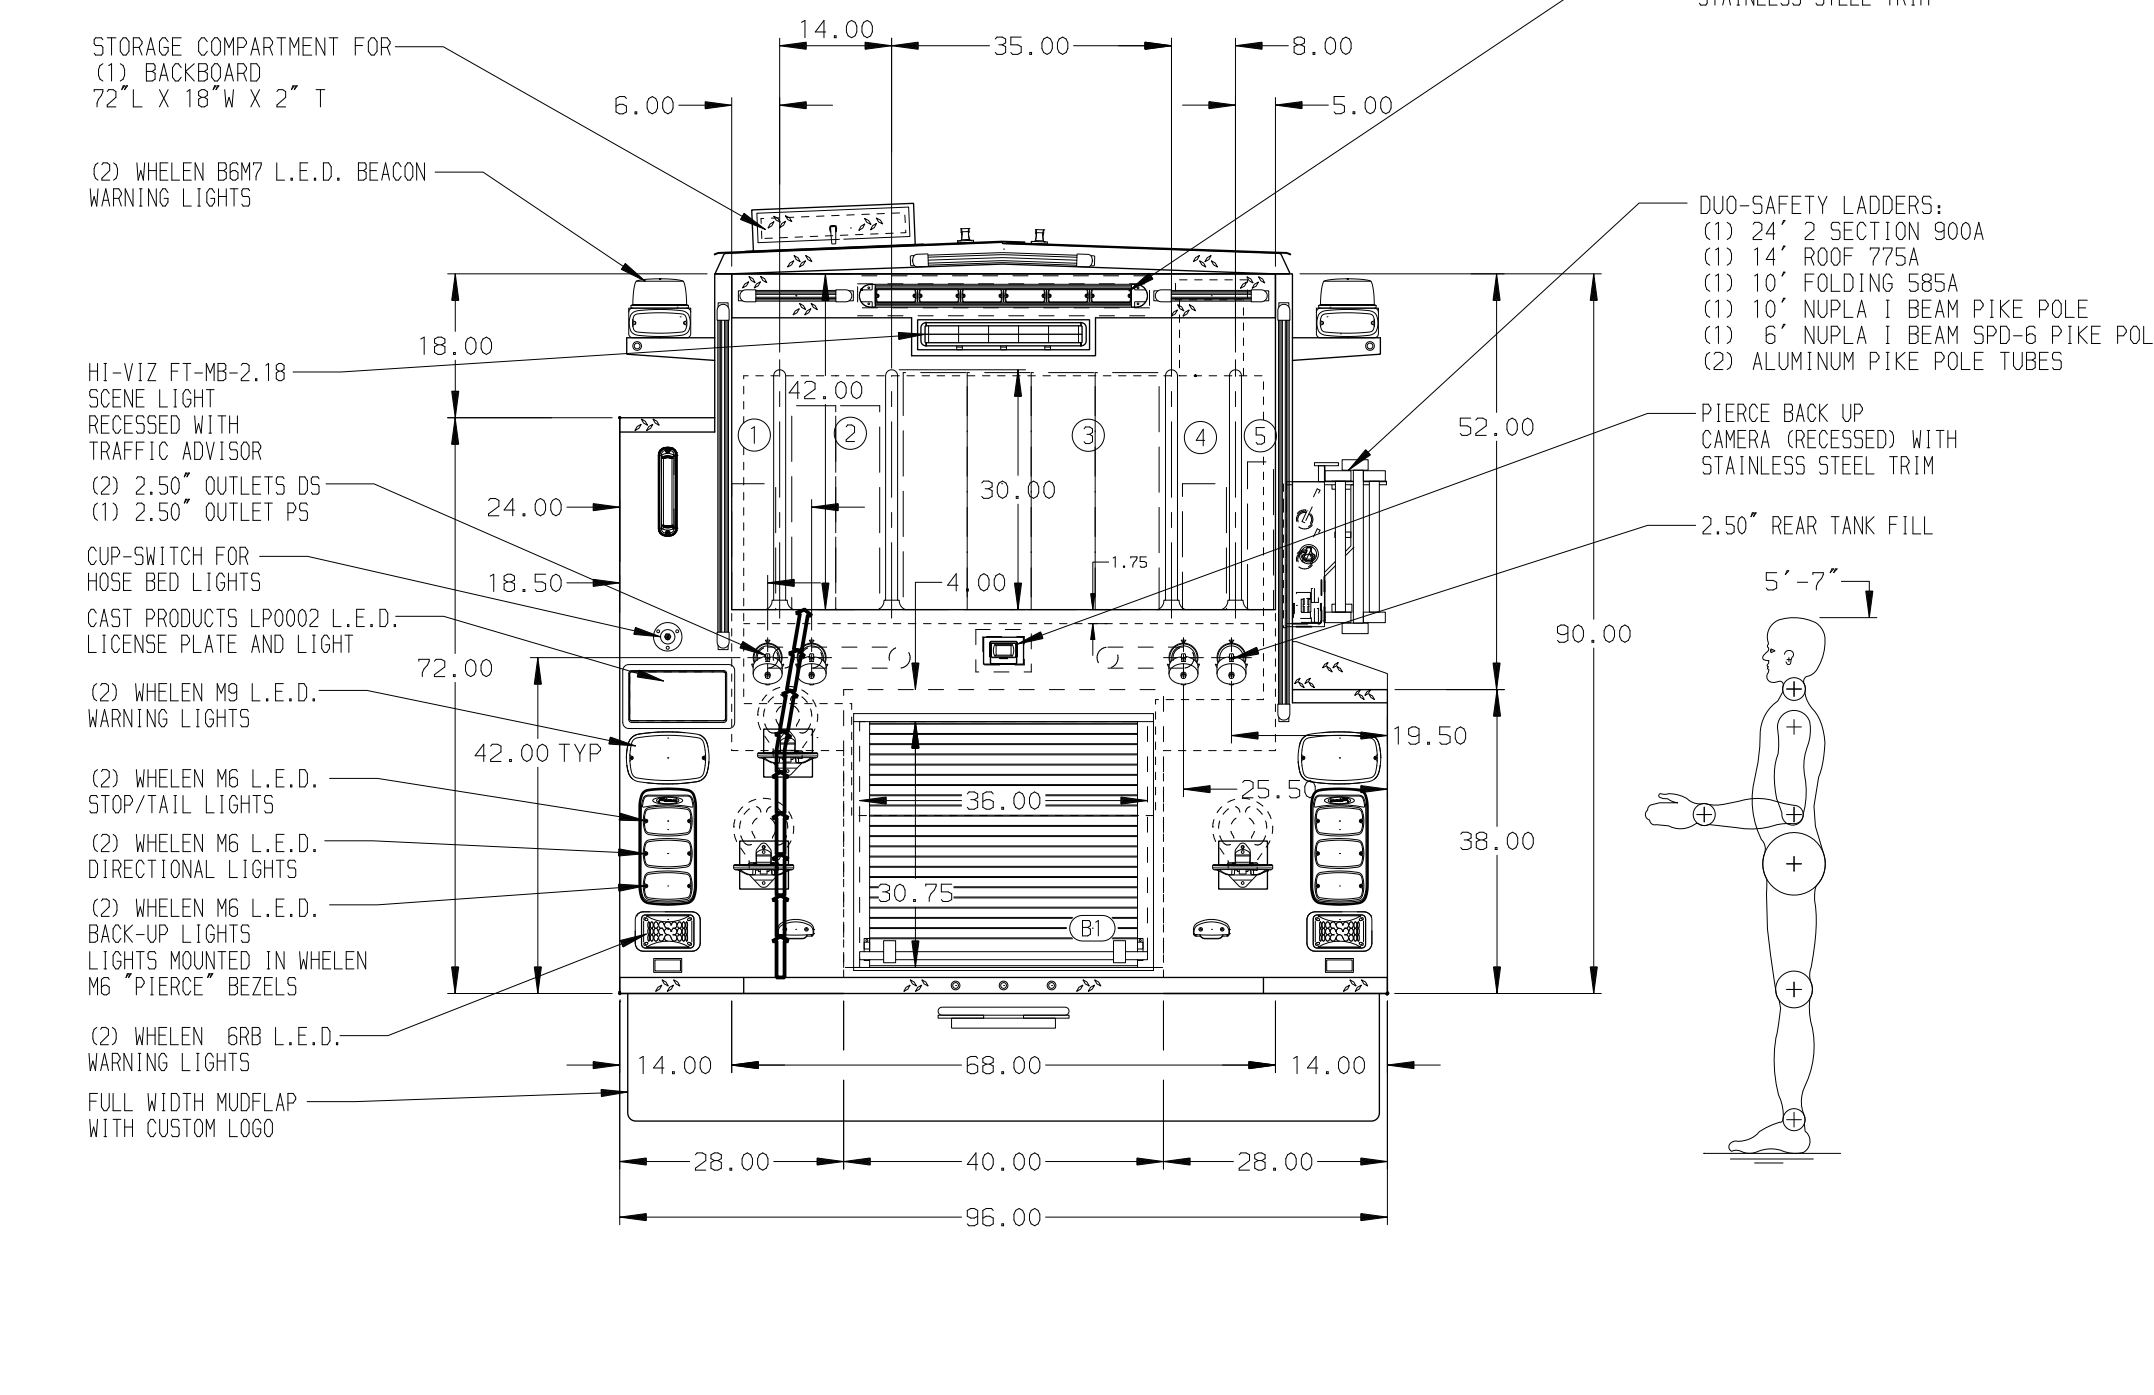 STAINLESS STEEL TRIM
STORAGE COMPARTMENT FOR
(1) BACKBOARD
72"L X 18"W X 2" T
(2) WHELEN B6M7 L.E.D. BEACON
WARNING LIGHTS
HI-VIZ FT-MB-2.18
SCENE LIGHT
RECESSED WITH
TRAFFIC ADVISOR
(2) 2.50" OUTLETS DS
(1) 2.50" OUTLET PS
CUP-SWITCH FOR
HOSE BED LIGHTS
CAST PRODUCTS LP0002 L.E.D.
LICENSE PLATE AND LIGHT
(2) WHELEN M9 L.E.D.
WARNING LIGHTS
(2) WHELEN M6 L.E.D.
STOP/TAIL LIGHTS
(2) WHELEN M6 L.E.D.
DIRECTIONAL LIGHTS
(2) WHELEN M6 L.E.D.
BACK-UP LIGHTS
LIGHTS MOUNTED IN WHELEN
M6 "PIERCE" BEZELS
(2) WHELEN 6RB L.E.D.
WARNING LIGHTS
FULL WIDTH MUDFLAP
WITH CUSTOM LOGO
14.00
35.00
8.00
6.00
5.00
18.00
42.00
1
2
3
4
5
30.00
24.00
18.50
4.00
1.75
72.00
42.00 TYP
52.00
90.00
19.50
25.50
36.00
38.00
30.75
B1
14.00
68.00
14.00
28.00
40.00
28.00
96.00
DUO-SAFETY LADDERS:
(1) 24' 2 SECTION 900A
(1) 14' ROOF 775A
(1) 10' FOLDING 585A
(1) 10' NUPLA I BEAM PIKE POLE
(1) 6' NUPLA I BEAM SPD-6 PIKE POL
(2) ALUMINUM PIKE POLE TUBES
PIERCE BACK UP
CAMERA (RECESSED) WITH
STAINLESS STEEL TRIM
2.50" REAR TANK FILL
5'-7"